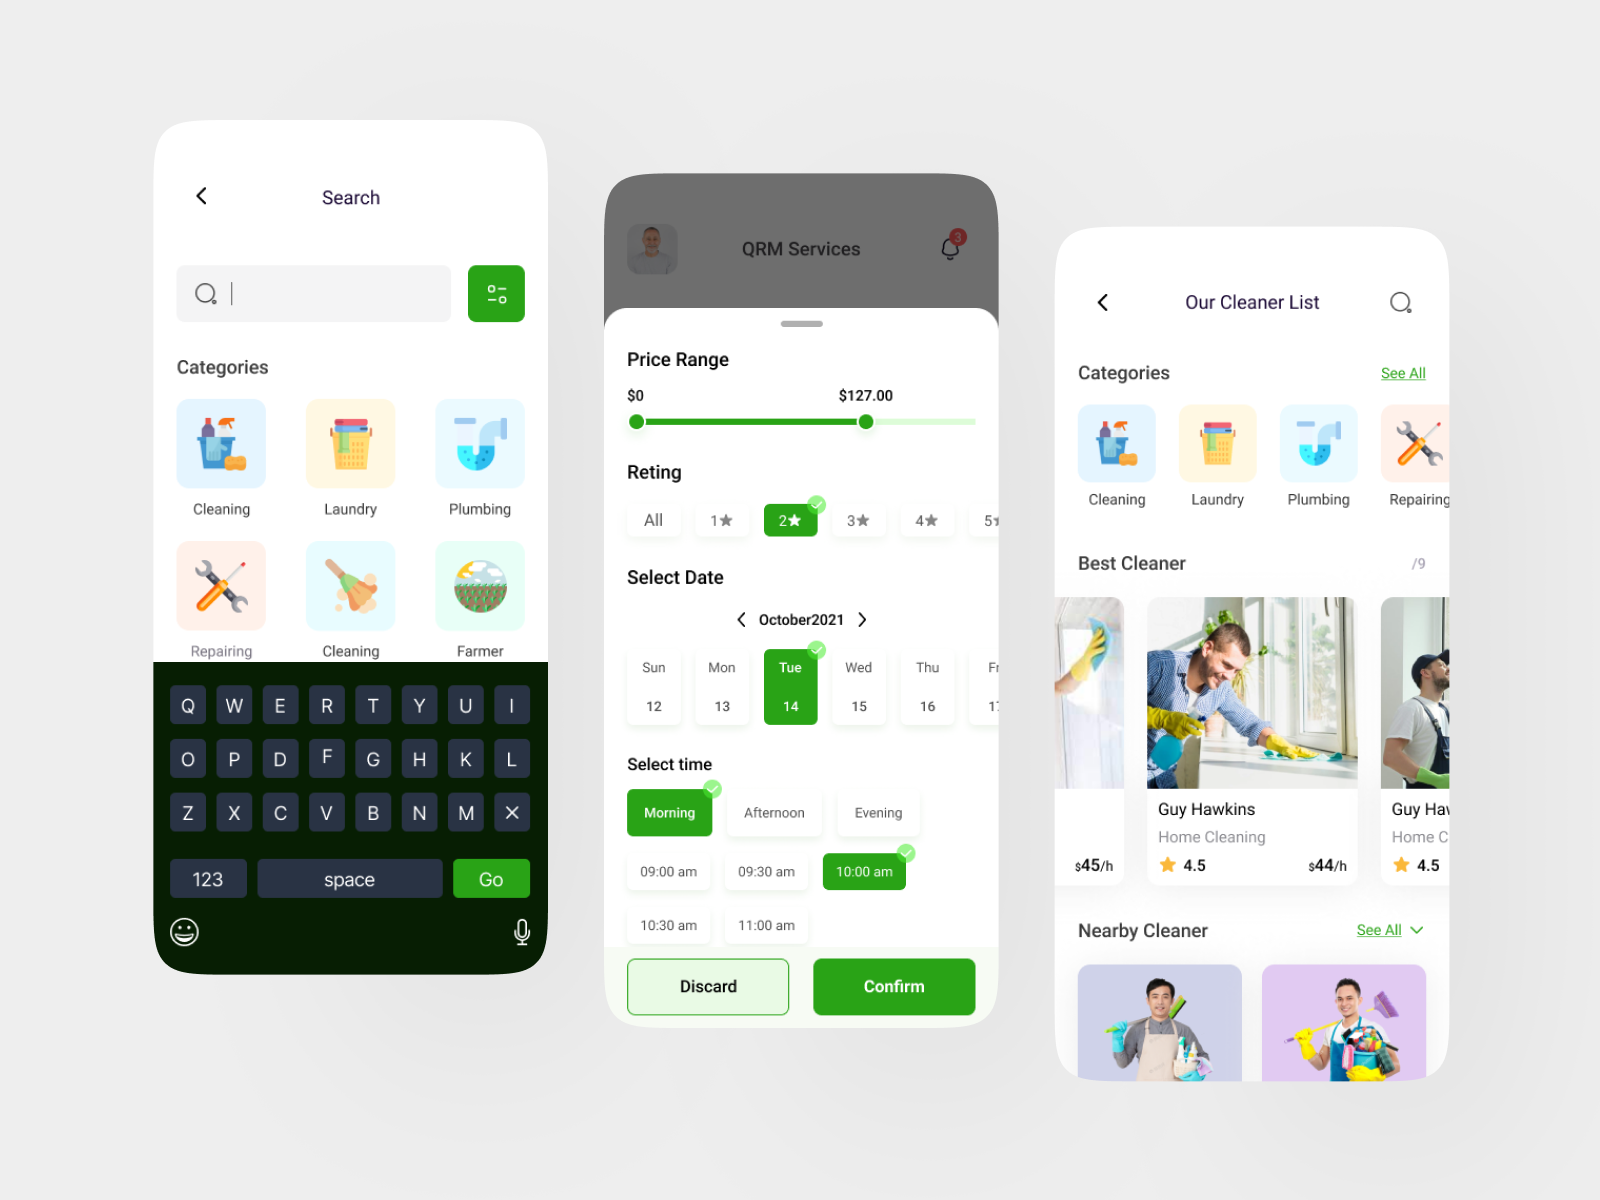 Search
Categories
Cleaning Laundry Plumbing
Repairing Cleaning Farmer
Q W E R T Y U I
O P D F G H K L
Z X C V B N M
123 space Go
QRM Services 3
Price Range
$0 $127.00
Reting
All 1 2 3 4 5
Select Date
October2021
Sun Mon Tue Wed Thu Fr
12 13 14 15 16 17
Select time
Morning Afternoon Evening
09:00 am 09:30 am 10:00 am
10:30 am 11:00 am
Discard Confirm
Our Cleaner List
Categories See All
Cleaning Laundry Plumbing Repairing
Best Cleaner /9
Guy Hawkins Guy Haw
Home Cleaning Home C
$45/h 4.5 $44/h 4.5
Nearby Cleaner See All